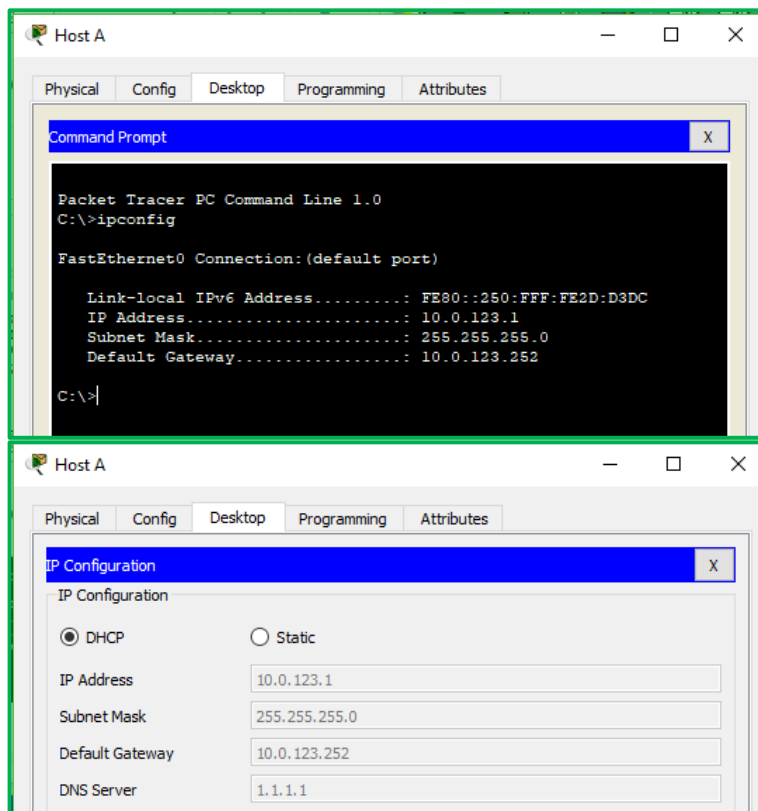 Host A
Physical Config Desktop Programming Attributes
Command Prompt X
Packet Tracer PC Command Line 1.0
C:\>ipconfig
FastEthernet0 Connection:(default port)
Link-local IPv6 Address.........: FE80::250:FFF:FE2D:D3DC
IP Address......................: 10.0.123.1
Subnet Mask.....................: 255.255.255.0
Default Gateway.................: 10.0.123.252
C:\>
Host A
Physical Config Desktop Programming Attributes
IP Configuration X
IP Configuration
DHCP Static
IP Address 10.0.123.1
Subnet Mask 255.255.255.0
Default Gateway 10.0.123.252
DNS Server 1.1.1.1